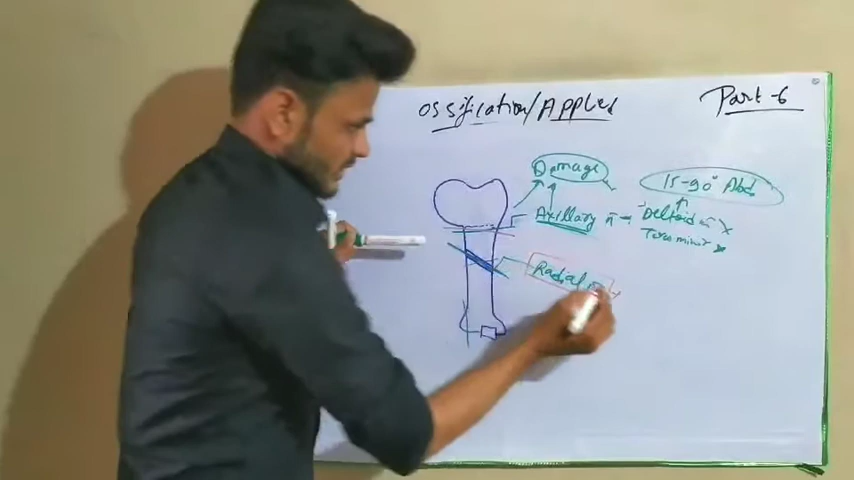 Ossification/Applied
Part-6
Damage
15-90° Abd
Axillary n → Deltoid
Teres minor
Radial n